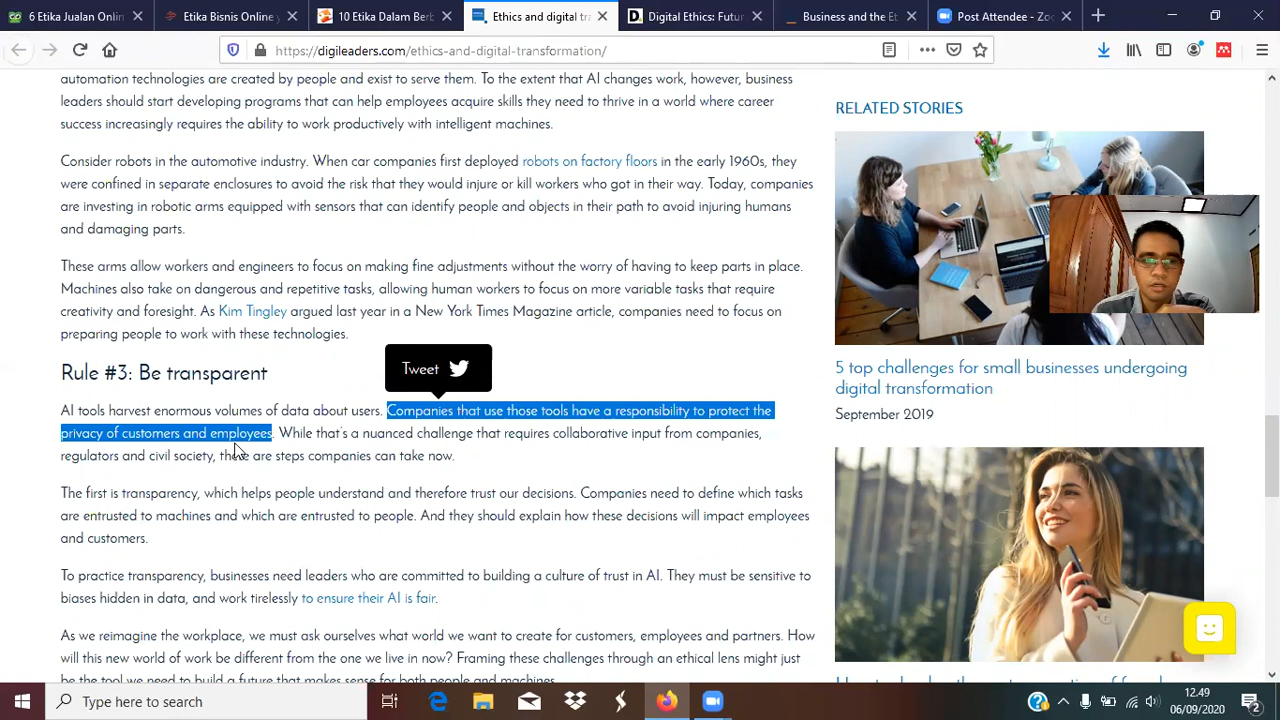 6 Etika Jualan Online
Etika Bisnis Online y
10 Etika Dalam Berb
Ethics and digital tra
Digital Ethics: Futur
Business and the Et
Post Attendee - Zoo
https://digileaders.com/ethics-and-digital-transformation/
automation technologies are created by people and exist to serve them. To the extent that AI changes work, however, business
leaders should start developing programs that can help employees acquire skills they need to thrive in a world where career
success increasingly requires the ability to work productively with intelligent machines.
Consider robots in the automotive industry. When car companies first deployed robots on factory floors in the early 1960s, they
were confined in separate enclosures to avoid the risk that they would injure or kill workers who got in their way. Today, companies
are investing in robotic arms equipped with sensors that can identify people and objects in their path to avoid injuring humans
and damaging parts.
These arms allow workers and engineers to focus on making fine adjustments without the worry of having to keep parts in place.
Machines also take on dangerous and repetitive tasks, allowing human workers to focus on more variable tasks that require
creativity and foresight. As Kim Tingley argued last year in a New York Times Magazine article, companies need to focus on
preparing people to work with these technologies.
Rule #3: Be transparent
Tweet
AI tools harvest enormous volumes of data about users. Companies that use those tools have a responsibility to protect the
privacy of customers and employees. While that's a nuanced challenge that requires collaborative input from companies,
regulators and civil society, there are steps companies can take now.
The first is transparency, which helps people understand and therefore trust our decisions. Companies need to define which tasks
are entrusted to machines and which are entrusted to people. And they should explain how these decisions will impact employees
and customers.
To practice transparency, businesses need leaders who are committed to building a culture of trust in AI. They must be sensitive to
biases hidden in data, and work tirelessly to ensure their AI is fair.
As we reimagine the workplace, we must ask ourselves what world we want to create for customers, employees and partners. How
will this new world of work be different from the one we live in now? Framing these challenges through an ethical lens might just
be the tool we need to build a future that makes sense for both people and machines.
RELATED STORIES
5 top challenges for small businesses undergoing
digital transformation
September 2019
Type here to search
12.49
06/09/2020
2